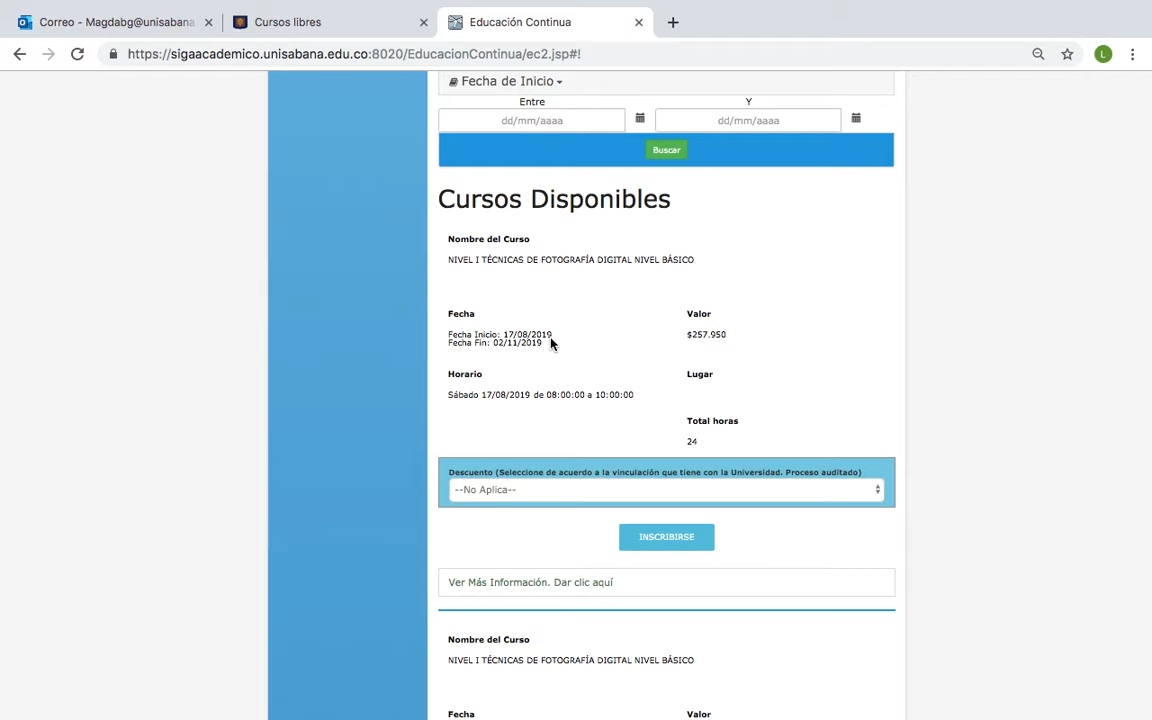 Correo - Magdabg@unisabana
Cursos libres
Educación Continua
https://sigaacademico.unisabana.edu.co:8020/EducacionContinua/ec2.jsp#!
L
Fecha de Inicio
Entre
Y
dd/mm/aaaa
dd/mm/aaaa
Buscar
Cursos Disponibles
Nombre del Curso
NIVEL I TÉCNICAS DE FOTOGRAFÍA DIGITAL NIVEL BÁSICO
Fecha
Valor
Fecha Inicio: 17/08/2019
$257.950
Fecha Fin: 02/11/2019
Horario
Lugar
Sábado 17/08/2019 de 08:00:00 a 10:00:00
Total horas
24
Descuento (Seleccione de acuerdo a la vinculación que tiene con la Universidad. Proceso auditado)
--No Aplica--
INSCRIBIRSE
Ver Más Información. Dar clic aquí
Nombre del Curso
NIVEL I TÉCNICAS DE FOTOGRAFÍA DIGITAL NIVEL BÁSICO
Fecha
Valor